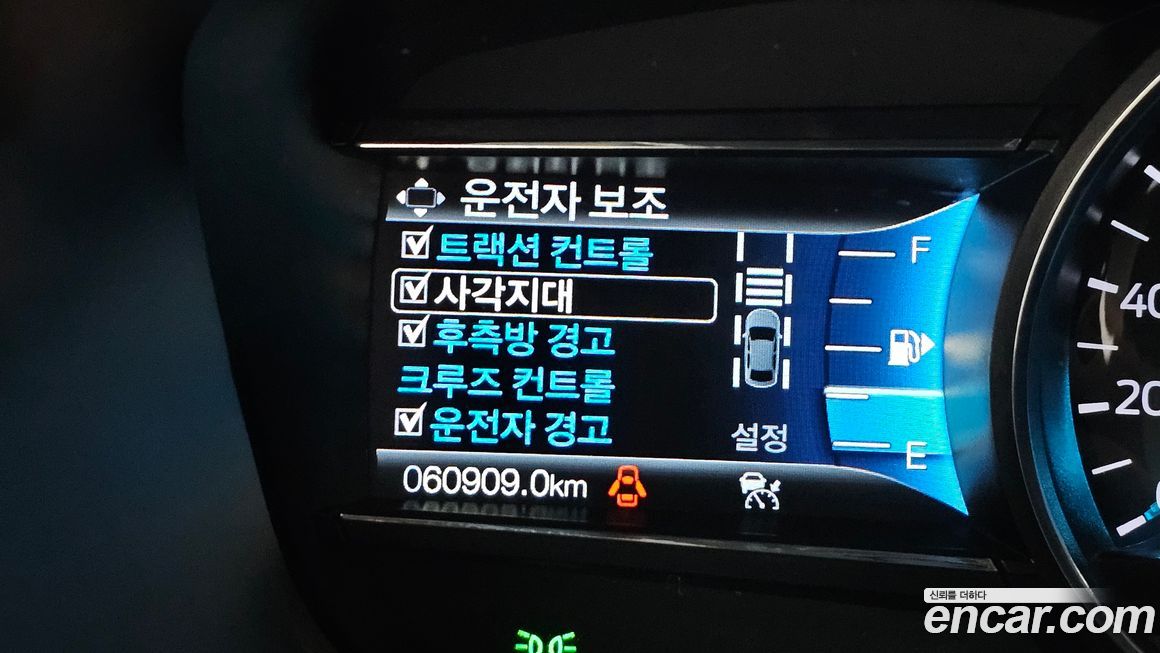 운전자 보조
트랙션 컨트롤
사각지대
후측방 경고
크루즈 컨트롤
운전자 경고
설정
F
E
060909.0km
40
20
신뢰를 더하다
encar.com